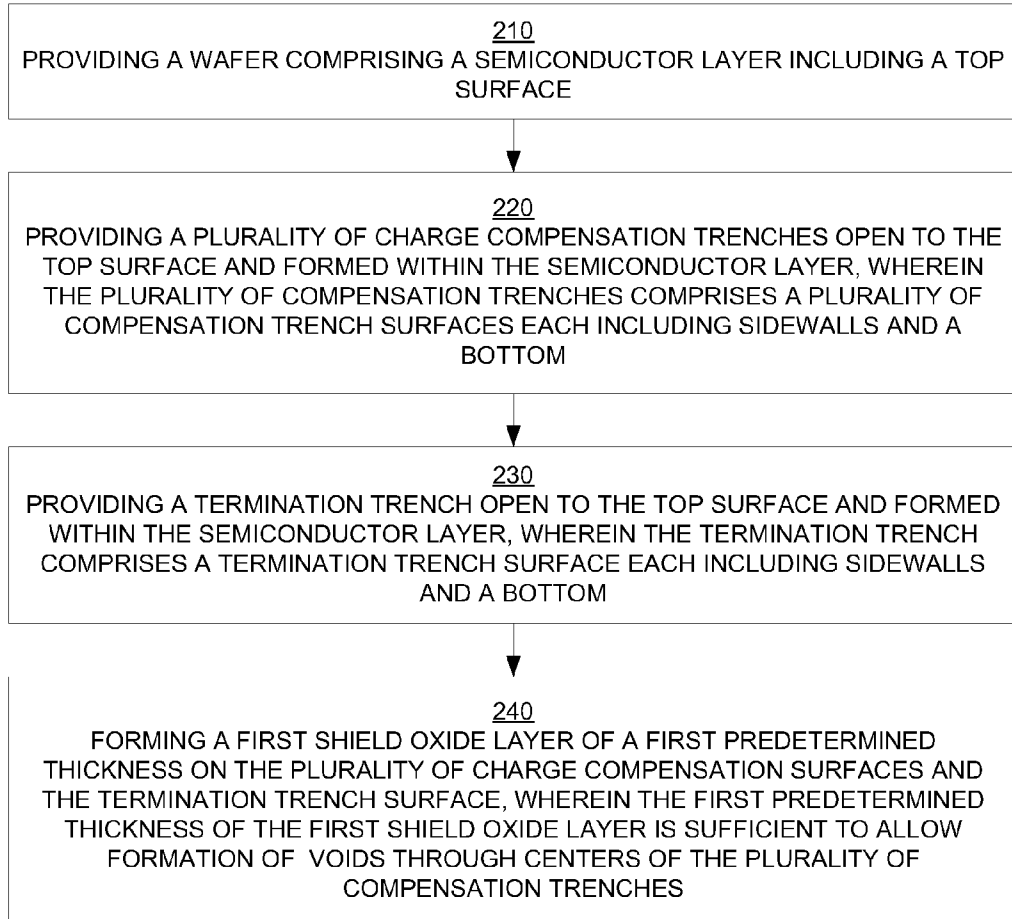 210
PROVIDING A WAFER COMPRISING A SEMICONDUCTOR LAYER INCLUDING A TOP
SURFACE
220
PROVIDING A PLURALITY OF CHARGE COMPENSATION TRENCHES OPEN TO THE
TOP SURFACE AND FORMED WITHIN THE SEMICONDUCTOR LAYER, WHEREIN
THE PLURALITY OF COMPENSATION TRENCHES COMPRISES A PLURALITY OF
COMPENSATION TRENCH SURFACES EACH INCLUDING SIDEWALLS AND A
BOTTOM
230
PROVIDING A TERMINATION TRENCH OPEN TO THE TOP SURFACE AND FORMED
WITHIN THE SEMICONDUCTOR LAYER, WHEREIN THE TERMINATION TRENCH
COMPRISES A TERMINATION TRENCH SURFACE EACH INCLUDING SIDEWALLS
AND A BOTTOM
240
FORMING A FIRST SHIELD OXIDE LAYER OF A FIRST PREDETERMINED
THICKNESS ON THE PLURALITY OF CHARGE COMPENSATION SURFACES AND
THE TERMINATION TRENCH SURFACE, WHEREIN THE FIRST PREDETERMINED
THICKNESS OF THE FIRST SHIELD OXIDE LAYER IS SUFFICIENT TO ALLOW
FORMATION OF VOIDS THROUGH CENTERS OF THE PLURALITY OF
COMPENSATION TRENCHES